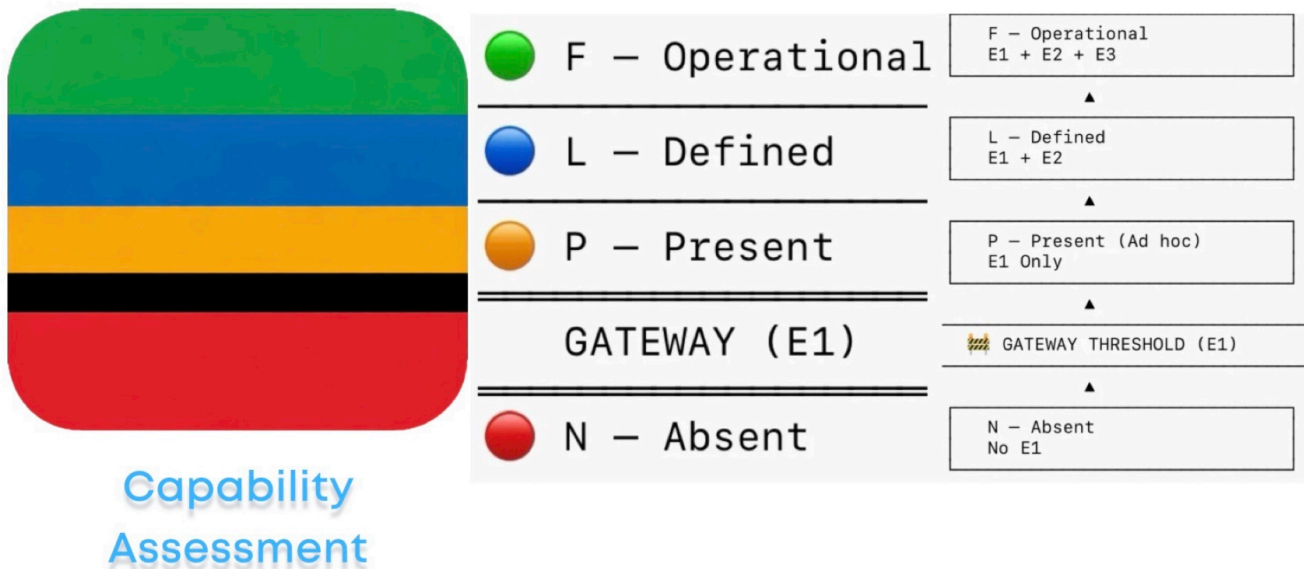 F — Operational
L — Defined
P — Present
GATEWAY (E1)
N — Absent
F — Operational
E1 + E2 + E3
L — Defined
E1 + E2
P — Present (Ad hoc)
E1 Only
GATEWAY THRESHOLD (E1)
N — Absent
No E1
Capability
Assessment